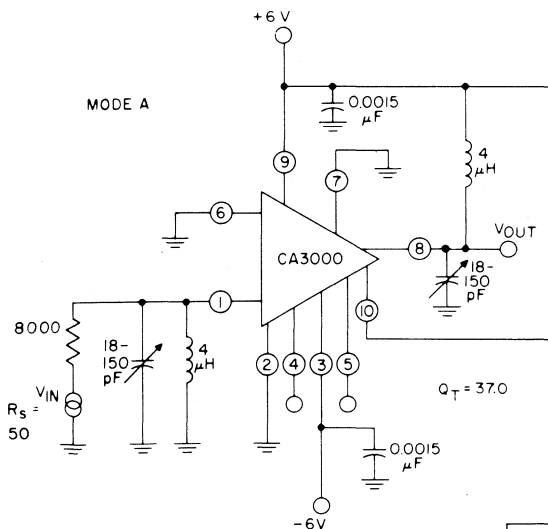 +6 V
MODE A
0.0015
μF
9
7
4
μH
6
CA3000
8
VOUT
1
18-
150
pF
10
8000
18-
150
pF
4
μH
2
4
3
5
VIN
RS =
50
QT = 37.0
0.0015
μF
-6V